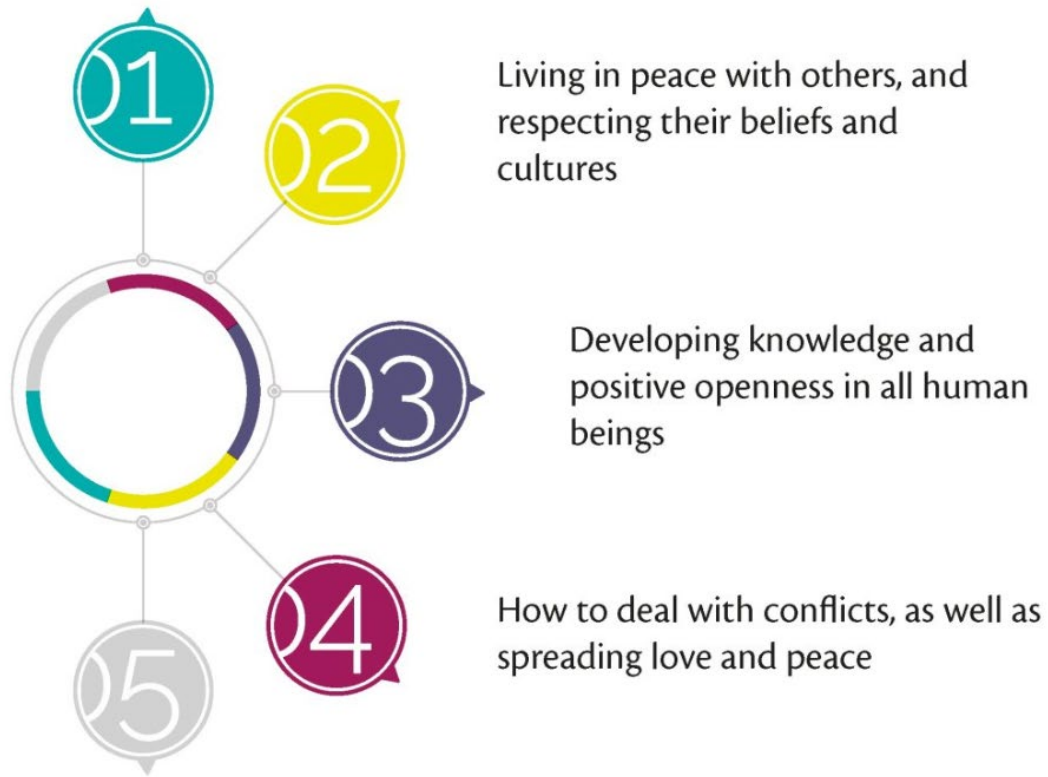 01
02
Living in peace with others, and
respecting their beliefs and
cultures
03
Developing knowledge and
positive openness in all human
beings
04
How to deal with conflicts, as well as
spreading love and peace
05